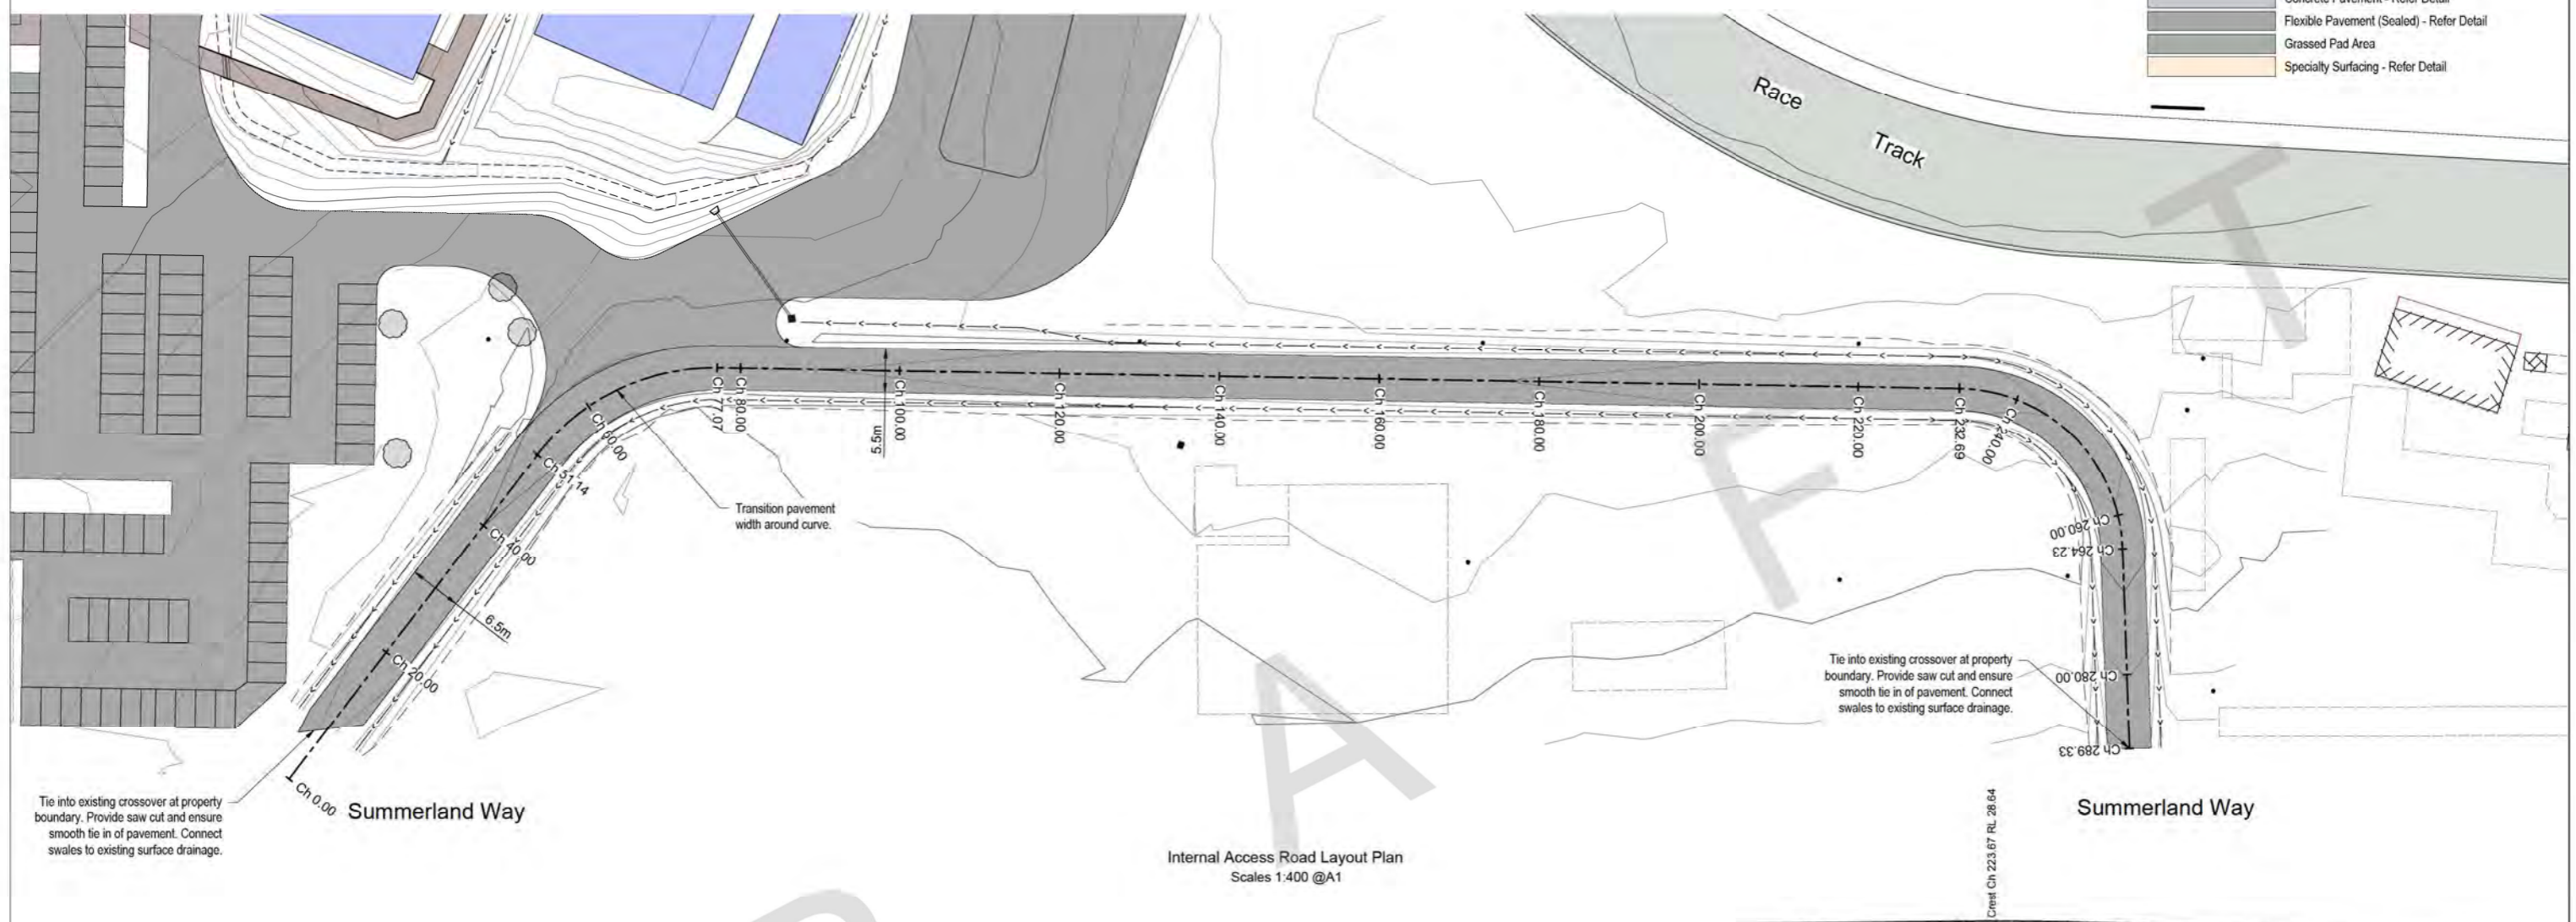 Concrete Pavement - Refer Detail
Flexible Pavement (Sealed) - Refer Detail
Grassed Pad Area
Specialty Surfacing - Refer Detail
Race
Track
Ch 0.00
Ch 20.00
Ch 40.00
Ch 51.14
Ch 60.00
Ch 77.07
Ch 80.00
Ch 100.00
Ch 120.00
Ch 140.00
Ch 160.00
Ch 180.00
Ch 200.00
Ch 220.00
Ch 232.69
Ch 240.00
Ch 260.00
Ch 264.23
Ch 280.00
Ch 289.33
5.5m
6.5m
Transition pavement
width around curve.
Tie into existing crossover at property
boundary. Provide saw cut and ensure
smooth tie in of pavement. Connect
swales to existing surface drainage.
Tie into existing crossover at property
boundary. Provide saw cut and ensure
smooth tie in of pavement. Connect
swales to existing surface drainage.
Summerland Way
Summerland Way
Internal Access Road Layout Plan
Scales 1:400 @A1
Crest Ch 223.67 RL 28.64
R
A
F
T